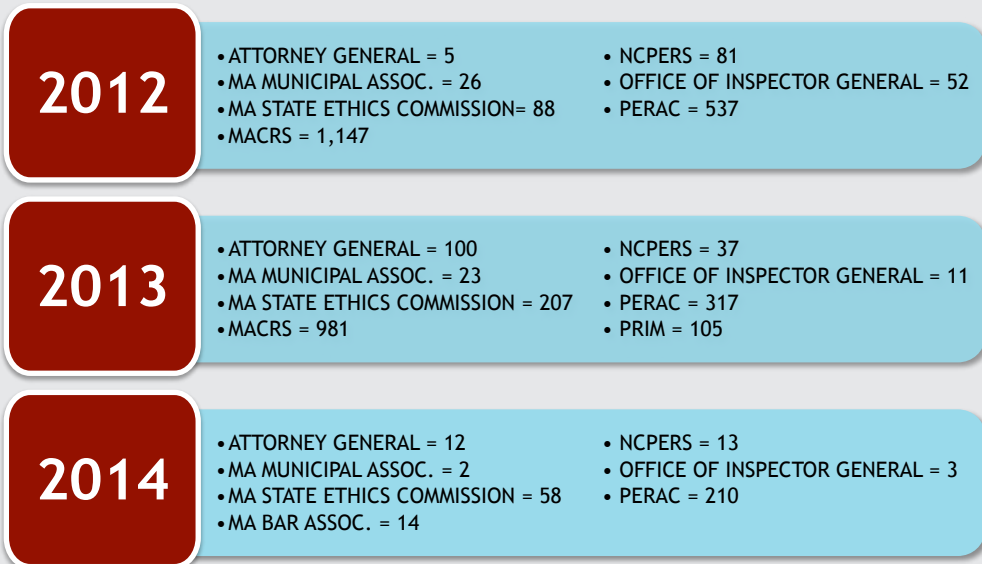 2012
•ATTORNEY GENERAL = 5
•MA MUNICIPAL ASSOC. = 26
•MA STATE ETHICS COMMISSION= 88
•MACRS = 1,147
• NCPERS = 81
• OFFICE OF INSPECTOR GENERAL = 52
• PERAC = 537
2013
•ATTORNEY GENERAL = 100
•MA MUNICIPAL ASSOC. = 23
•MA STATE ETHICS COMMISSION = 207
•MACRS = 981
• NCPERS = 37
• OFFICE OF INSPECTOR GENERAL = 11
• PERAC = 317
• PRIM = 105
2014
•ATTORNEY GENERAL = 12
•MA MUNICIPAL ASSOC. = 2
•MA STATE ETHICS COMMISSION = 58
•MA BAR ASSOC. = 14
• NCPERS = 13
• OFFICE OF INSPECTOR GENERAL = 3
• PERAC = 210